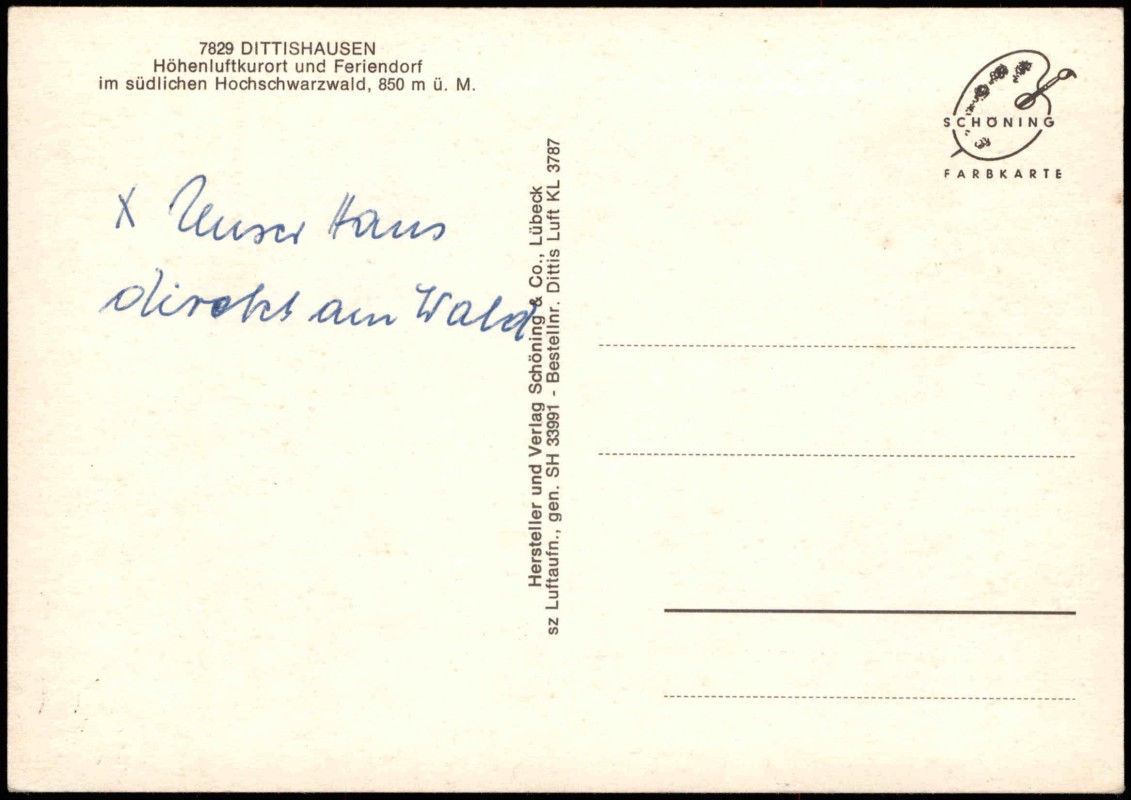 7829 DITTISHAUSEN
Höhenluftkurort und Feriendorf
im südlichen Hochschwarzwald, 850 m ü. M.
SCHÖNING
FARBKARTE
x Unser Haus
direkt am Wald
Hersteller und Verlag Schöning & Co., Lübeck
sz Luftaufn., gen. SH 33991 - Bestellnr. Dittis Luft KL 3787